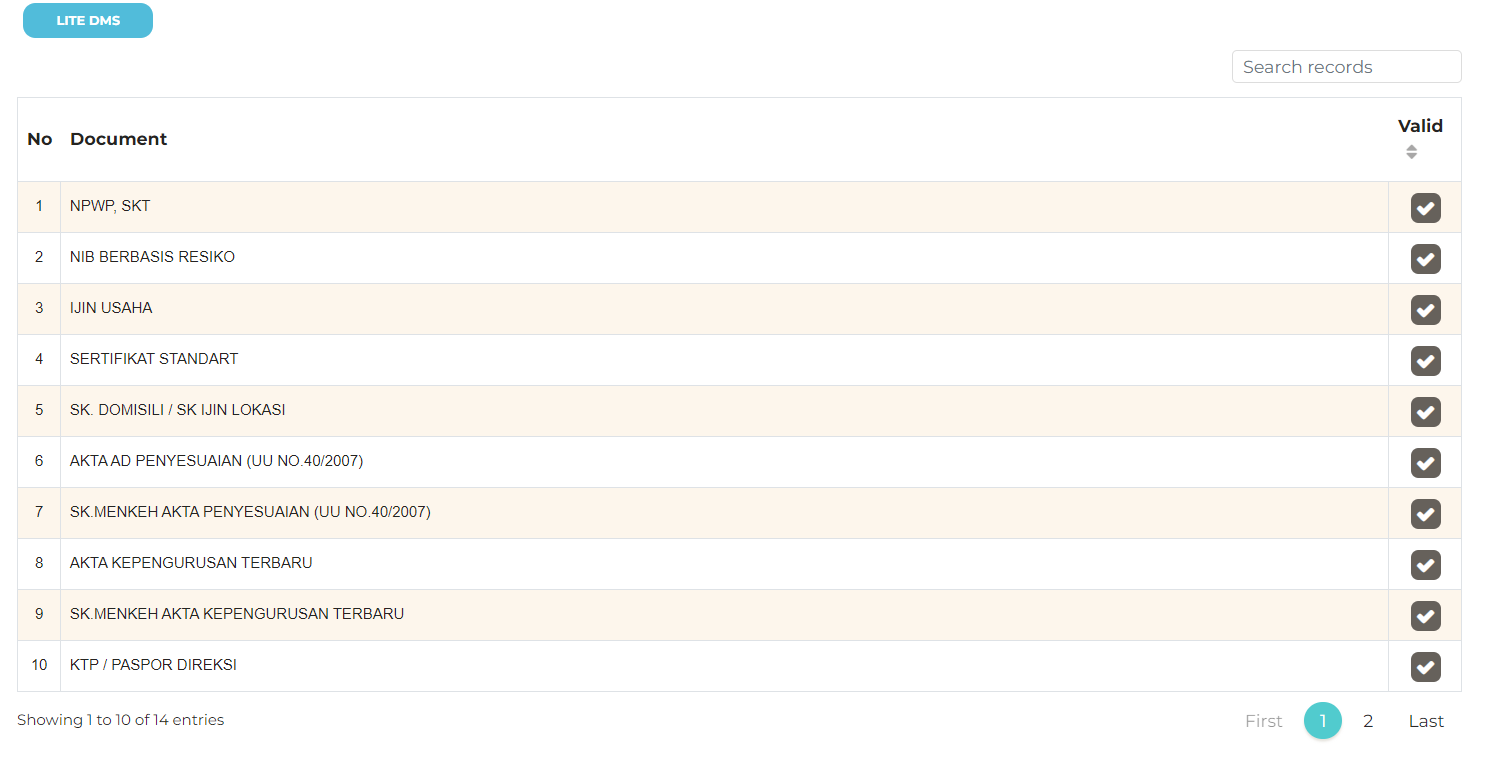 LITE DMS
Search records
No Document Valid
1 NPWP, SKT
2 NIB BERBASIS RESIKO
3 IJIN USAHA
4 SERTIFIKAT STANDART
5 SK. DOMISILI / SK IJIN LOKASI
6 AKTA AD PENYESUAIAN (UU NO.40/2007)
7 SK.MENKEH AKTA PENYESUAIAN (UU NO.40/2007)
8 AKTA KEPENGURUSAN TERBARU
9 SK.MENKEH AKTA KEPENGURUSAN TERBARU
10 KTP / PASPOR DIREKSI
Showing 1 to 10 of 14 entries First 1 2 Last